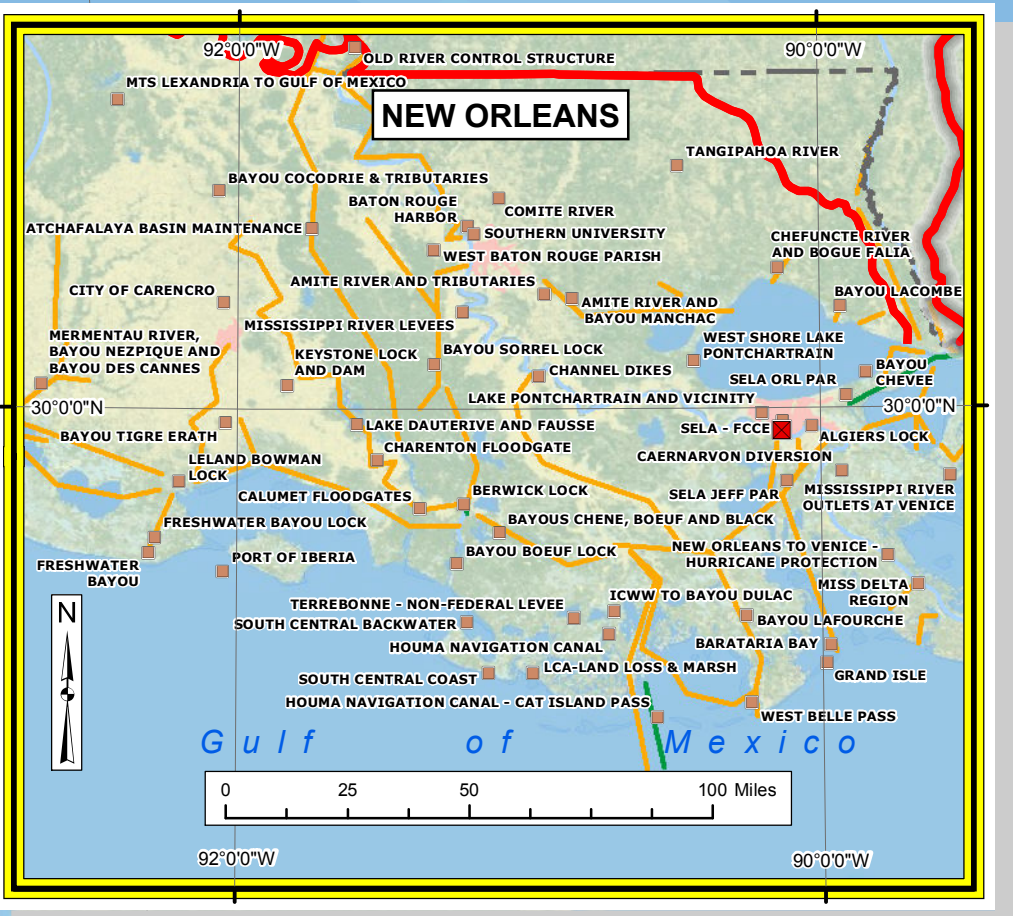 92°0'0"W
90°0'0"W
OLD RIVER CONTROL STRUCTURE
MTS LEXANDRIA TO GULF OF MEXICO
NEW ORLEANS
TANGIPAHOA RIVER
BAYOU COCODRIE & TRIBUTARIES
BATON ROUGE
HARBOR
COMITE RIVER
ATCHAFALAYA BASIN MAINTENANCE
SOUTHERN UNIVERSITY
CHEFUNCTE RIVER
AND BOGUE FALIA
WEST BATON ROUGE PARISH
AMITE RIVER AND TRIBUTARIES
CITY OF CARENCRO
BAYOU LACOMBE
AMITE RIVER AND
BAYOU MANCHAC
MISSISSIPPI RIVER LEVEES
MERMENTAU RIVER,
BAYOU NEZPIQUE AND
BAYOU DES CANNES
WEST SHORE LAKE
PONTCHARTRAIN
KEYSTONE LOCK
AND DAM
BAYOU SORREL LOCK
CHANNEL DIKES
BAYOU
CHEVEE
SELA ORL PAR
LAKE PONTCHARTRAIN AND VICINITY
30°0'0"N
30°0'0"N
LAKE DAUTERIVE AND FAUSSE
SELA - FCCE
ALGIERS LOCK
BAYOU TIGRE ERATH
CHARENTON FLOODGATE
CAERNARVON DIVERSION
LELAND BOWMAN
LOCK
CALUMET FLOODGATES
BERWICK LOCK
SELA JEFF PAR
MISSISSIPPI RIVER
OUTLETS AT VENICE
FRESHWATER BAYOU LOCK
BAYOUS CHENE, BOEUF AND BLACK
FRESHWATER
BAYOU
PORT OF IBERIA
BAYOU BOEUF LOCK
NEW ORLEANS TO VENICE -
HURRICANE PROTECTION
MISS DELTA
REGION
N
ICWW TO BAYOU DULAC
TERREBONNE - NON-FEDERAL LEVEE
SOUTH CENTRAL BACKWATER
BAYOU LAFOURCHE
HOUMA NAVIGATION CANAL
BARATARIA BAY
LCA-LAND LOSS & MARSH
SOUTH CENTRAL COAST
GRAND ISLE
HOUMA NAVIGATION CANAL - CAT ISLAND PASS
WEST BELLE PASS
Gulf of Mexico
0 25 50 100 Miles
92°0'0"W
90°0'0"W